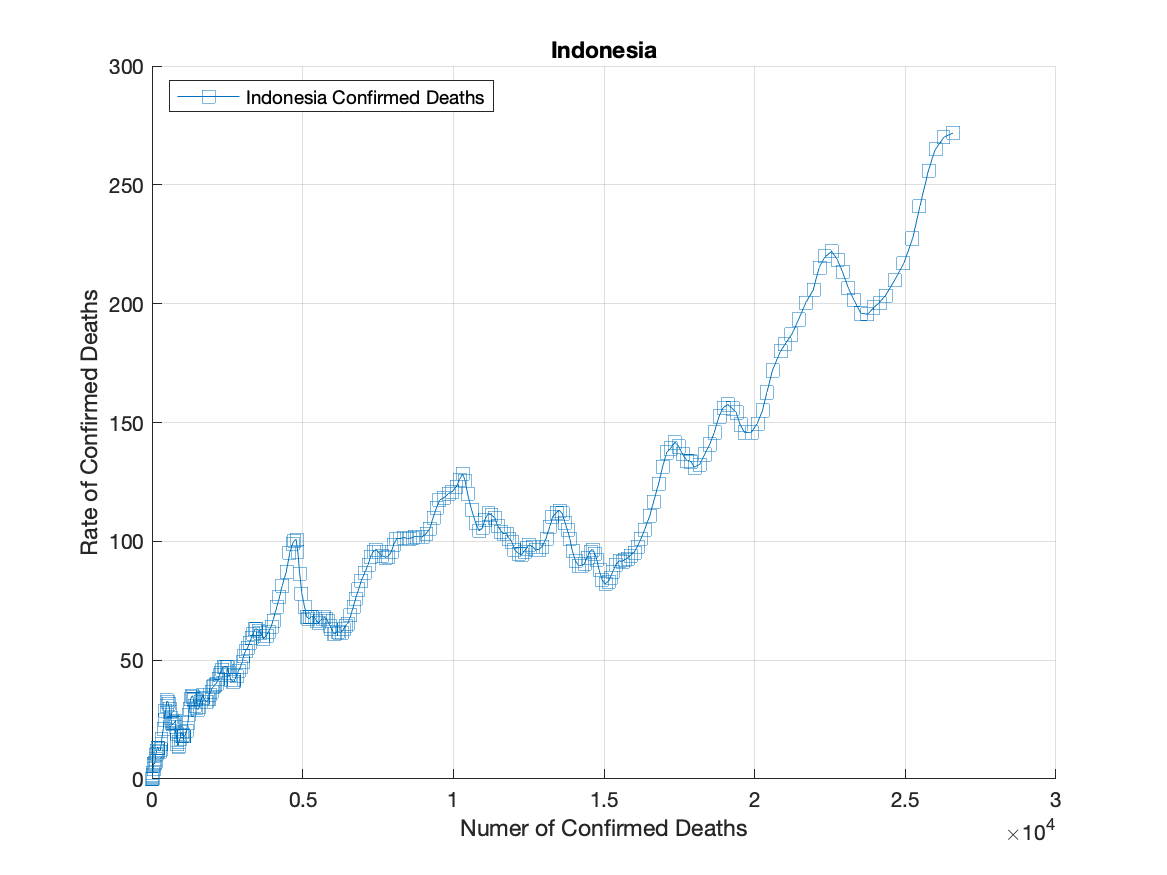 Indonesia
Indonesia Confirmed Deaths
300
250
200
150
100
50
0
Rate of Confirmed Deaths
0 0.5 1 1.5 2 2.5 3
Numer of Confirmed Deaths
×10^4